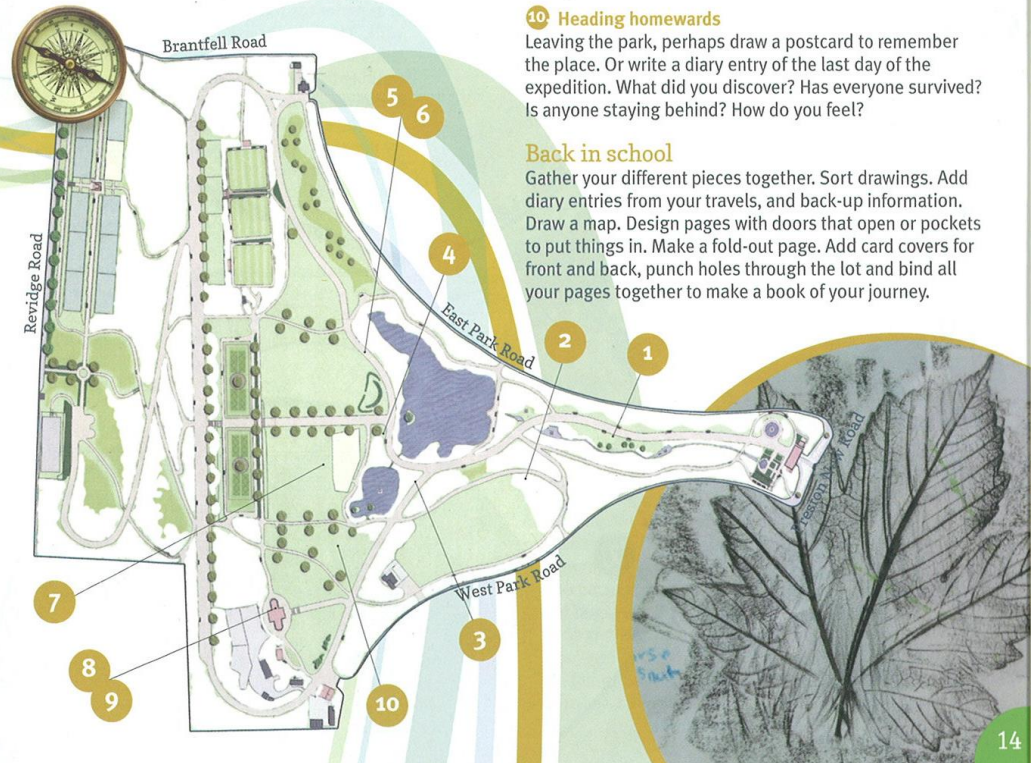 10. Heading homewards
Leaving the park, perhaps draw a postcard to remember
the place. Or write a diary entry of the last day of the
expedition. What did you discover? Has everyone survived?
Is anyone staying behind? How do you feel?
Back in school
Gather your different pieces together. Sort drawings. Add
diary entries from your travels, and back-up information.
Draw a map. Design pages with doors that open or pockets
to put things in. Make a fold-out page. Add card covers for
front and back, punch holes through the lot and bind all
your pages together to make a book of your journey.
Brantfell Road
Revidge Road
East Park Road
West Park Road
Road
5
6
4
2
1
7
3
8
9
10
14